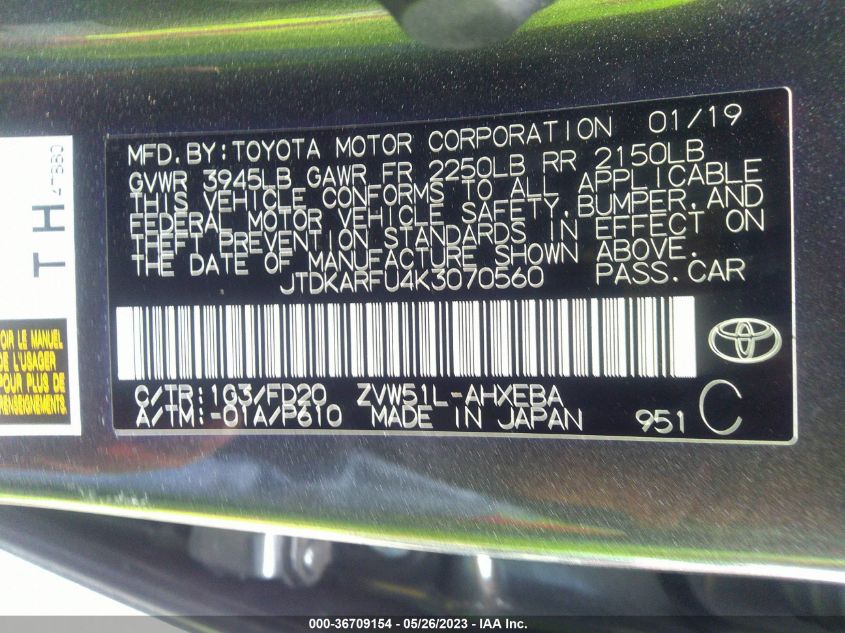 MFD. BY: TOYOTA MOTOR CORPORATION 01/19
GVWR 3945LB GAWR FR 2250LB RR 2150LB
THIS VEHICLE CONFORMS TO ALL APPLICABLE
FEDERAL MOTOR VEHICLE SAFETY, BUMPER, AND
THEFT PREVENTION STANDARDS IN EFFECT ON
THE DATE OF MANUFACTURE SHOWN ABOVE.
JTDKARFU4K3070560 PASS.CAR
C/TR: 1G3/FD20 ZVW51L-AHXEBA
A/TM: -01A/P610 MADE IN JAPAN 951 C
TH
4T880
OIR LE MANUEL
DE L'USAGER
POUR PLUS DE
RENSEIGNEMENTS.
000-36709154 - 05/26/2023 - IAA Inc.